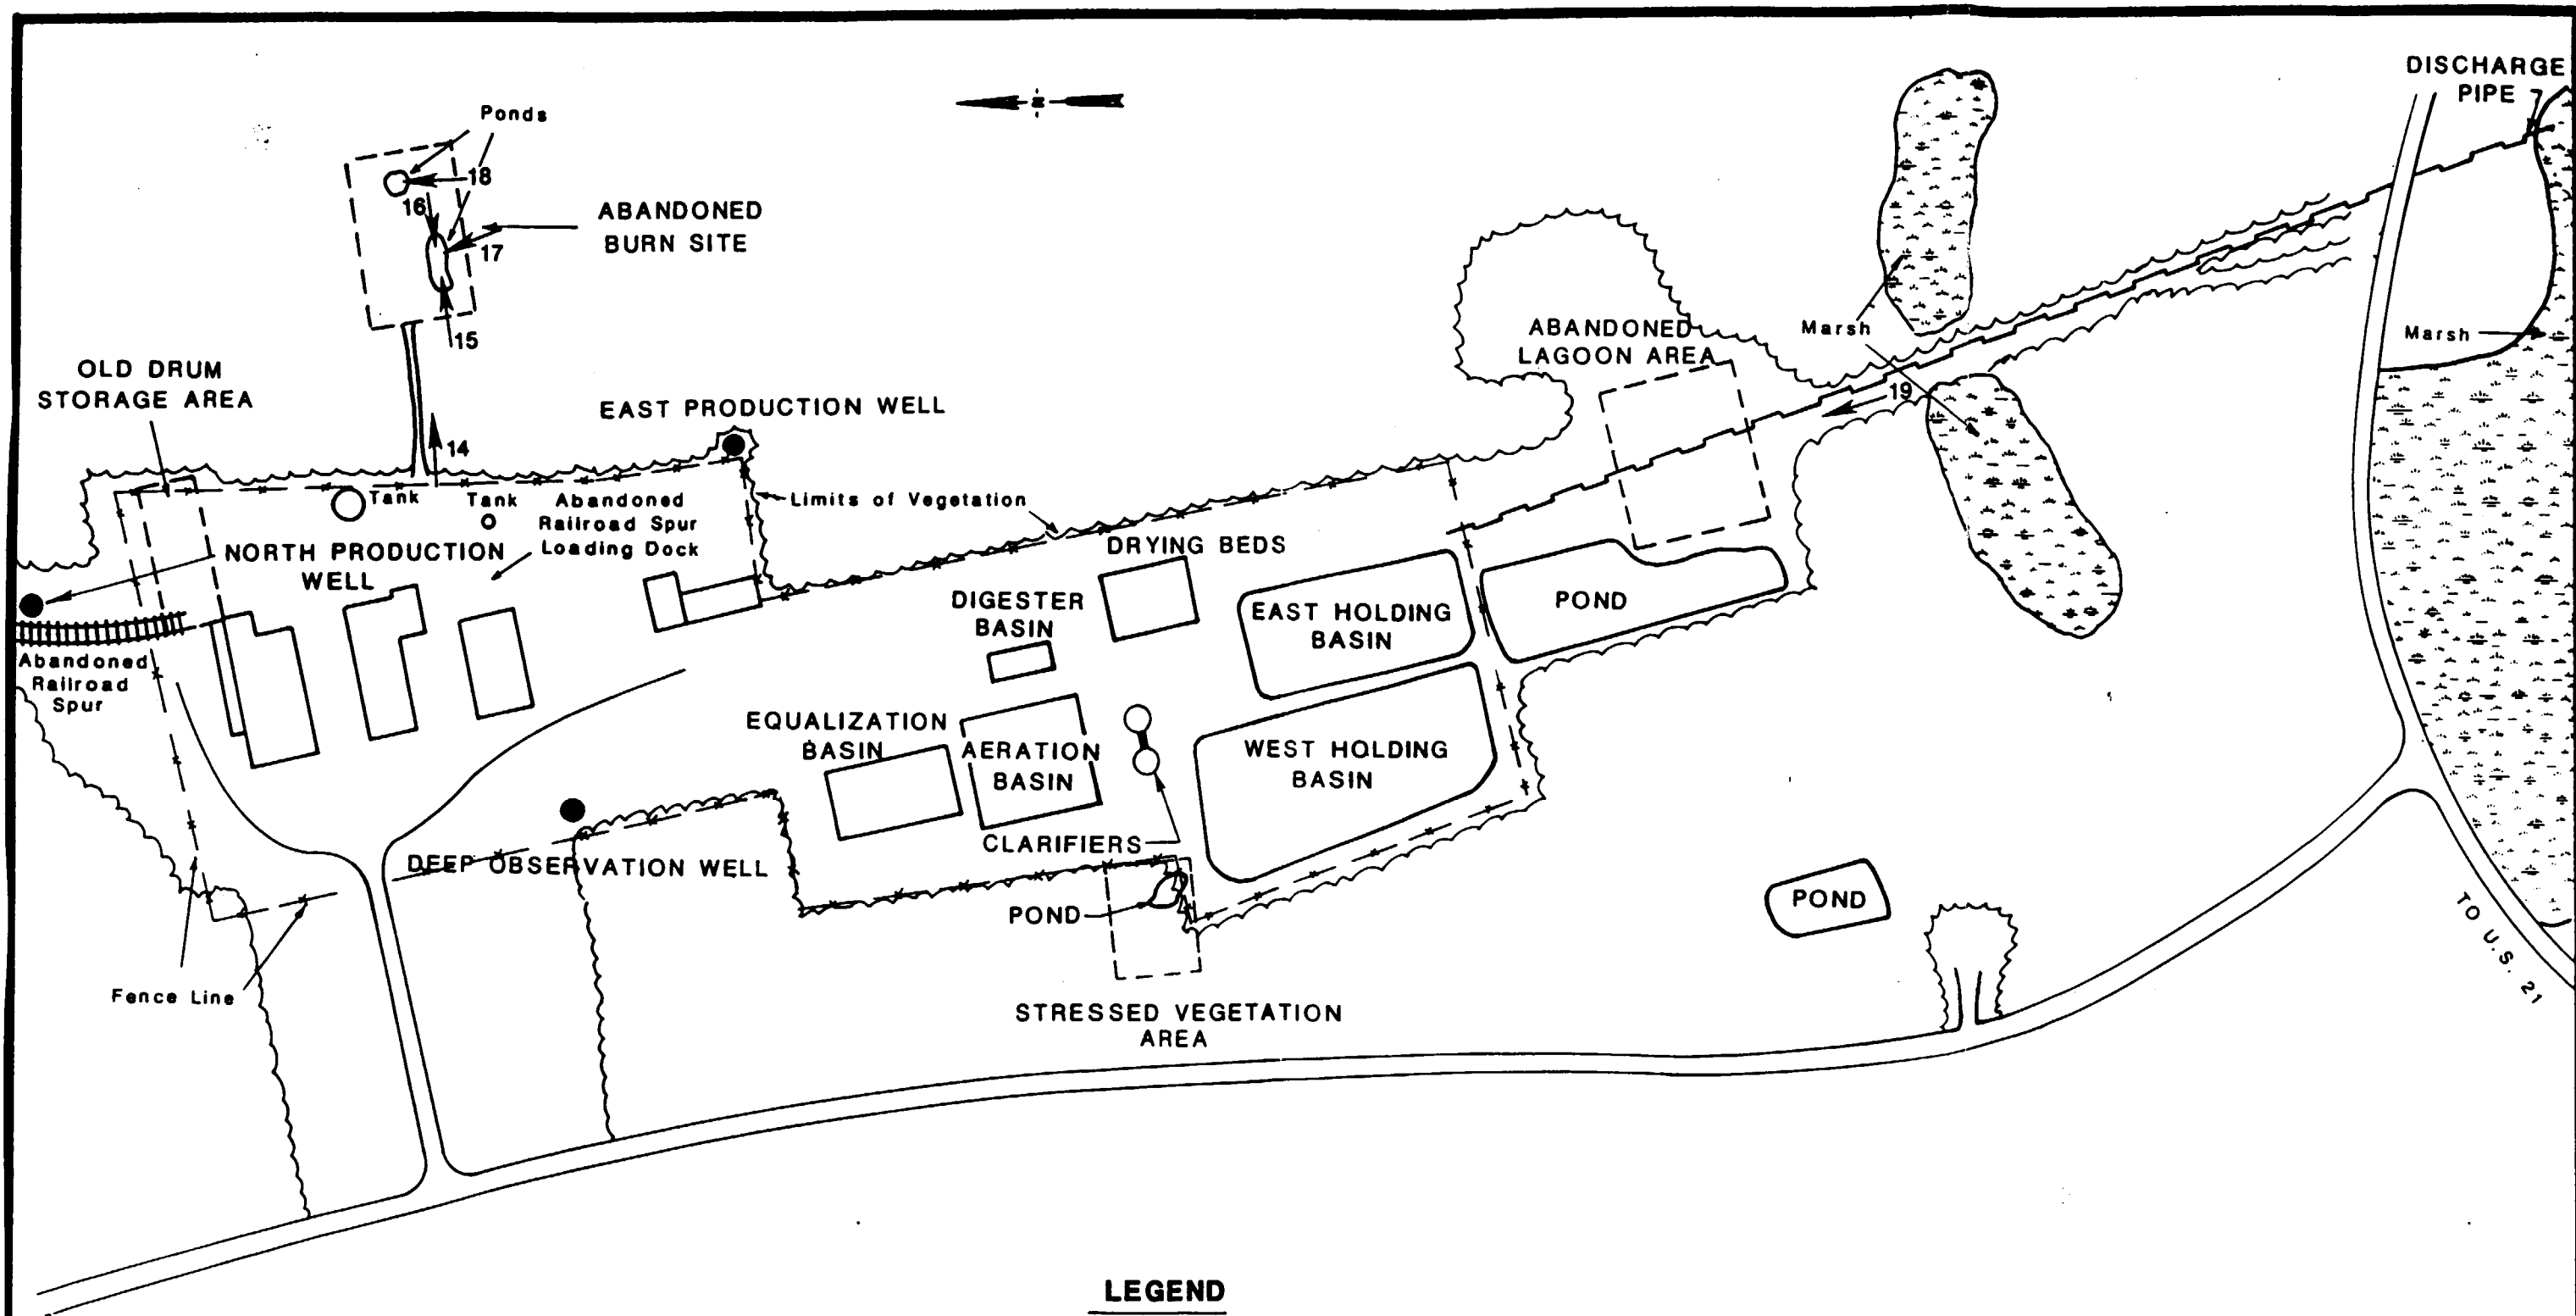 DISCHARGE
PIPE
Ponds
18
16
17
15
ABANDONED
BURN SITE
OLD DRUM
STORAGE AREA
14
EAST PRODUCTION WELL
ABANDONED
LAGOON AREA
Marsh
19
Marsh
Tank
Tank
Abandoned
Railroad Spur
Loading Dock
Limits of Vegetation
NORTH PRODUCTION
WELL
DRYING BEDS
DIGESTER
BASIN
EAST HOLDING
BASIN
POND
Abandoned
Railroad
Spur
EQUALIZATION
BASIN
AERATION
BASIN
WEST HOLDING
BASIN
CLARIFIERS
DEEP OBSERVATION WELL
POND
POND
TO U.S. 21
Fence Line
STRESSED VEGETATION
AREA
LEGEND